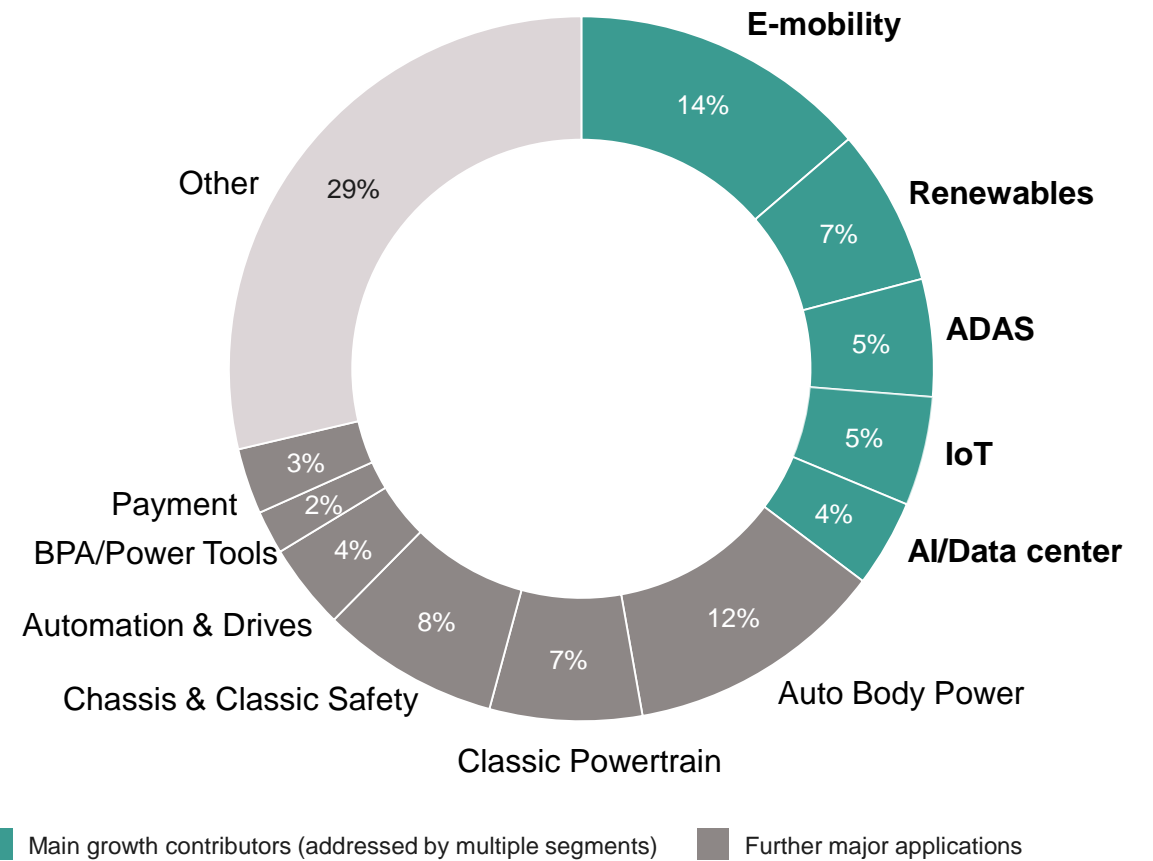 E-mobility
14%
Renewables
7%
ADAS
5%
IoT
5%
AI/Data center
4%
Auto Body Power
12%
Classic Powertrain
7%
Chassis & Classic Safety
8%
Automation & Drives
4%
BPA/Power Tools
2%
Payment
3%
Other
29%
Main growth contributors (addressed by multiple segments)
Further major applications